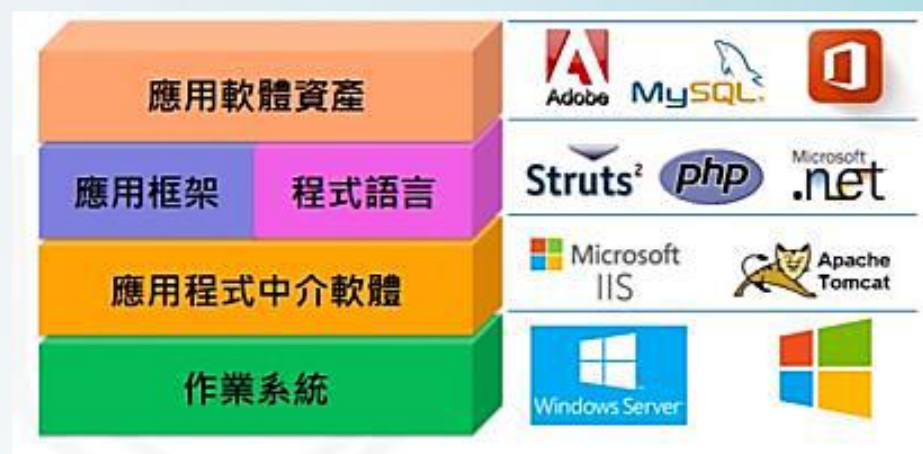 應用軟體資產
Adobe
MySQL
應用框架
程式語言
Struts²
php
Microsoft
.net
應用程式中介軟體
Microsoft
IIS
Apache
Tomcat
作業系統
Windows Server